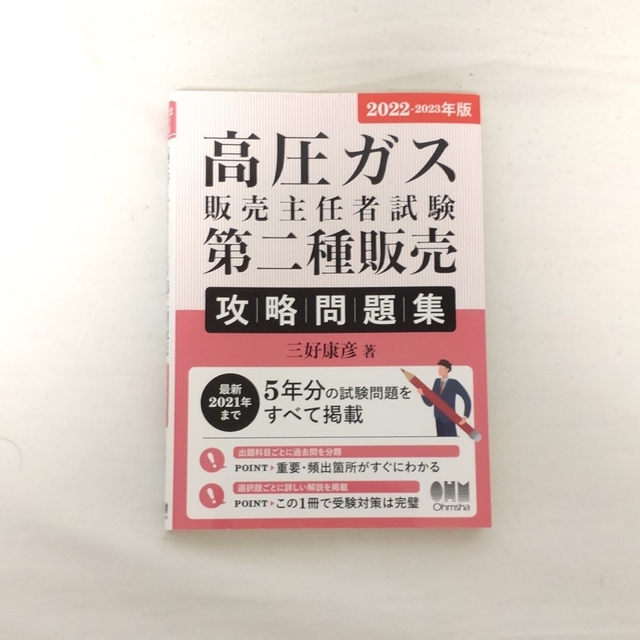 2022-2023年版
高圧ガス
販売主任者試験
第二種販売
攻略問題集
三好康彦 著
最新
2021年
まで
5年分の試験問題を
すべて掲載
出題科目ごとに過去問を分類
POINT 重要・頻出箇所がすぐにわかる
選択肢ごとに詳しい解説を掲載
POINT この1冊で受験対策は完璧
OHM
Ohmsha